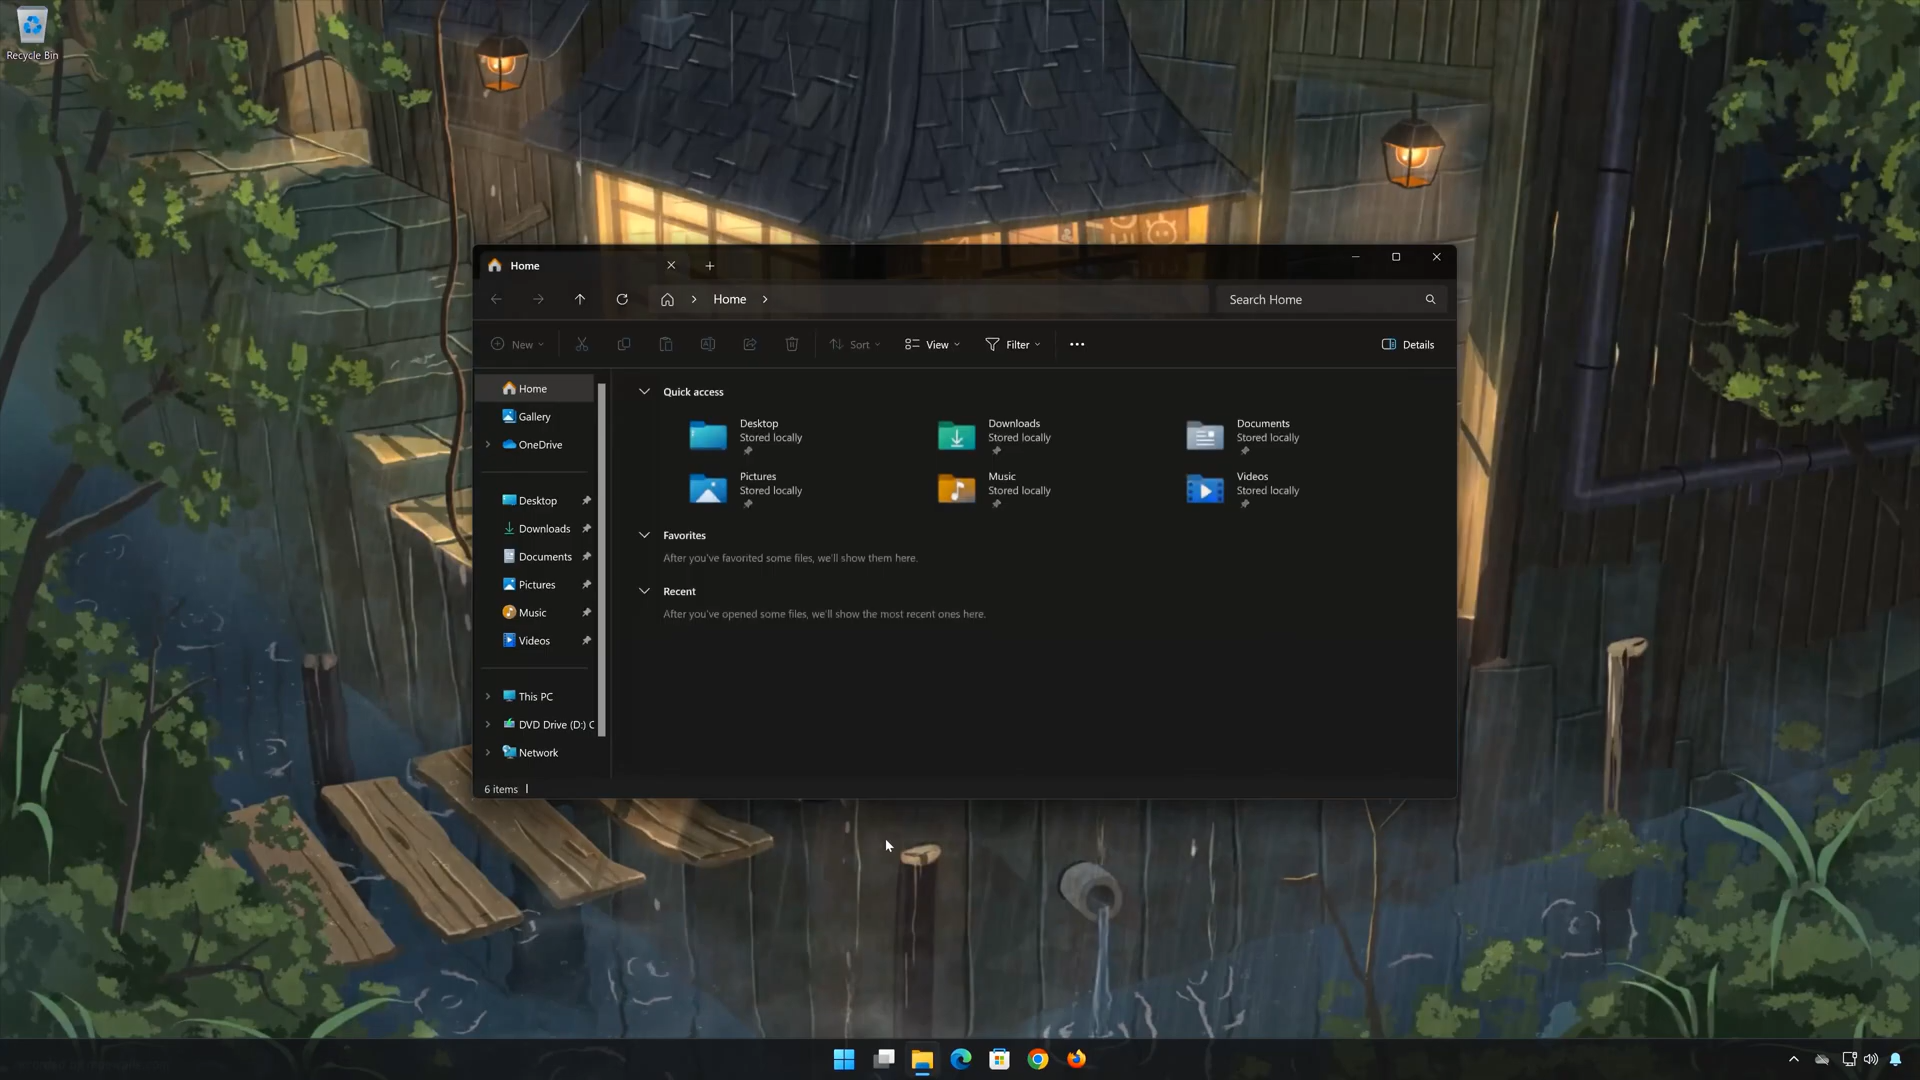 Recycle Bin
Home
Home
Search Home
New
Sort
View
Filter
Details
Home
Gallery
OneDrive
Desktop
Downloads
Documents
Pictures
Music
Videos
This PC
DVD Drive (D:) C
Network
Quick access
Desktop
Stored locally
Downloads
Stored locally
Documents
Stored locally
Pictures
Stored locally
Music
Stored locally
Videos
Stored locally
Favorites
After you've favorited some files, we'll show them here.
Recent
After you've opened some files, we'll show the most recent ones here.
6 items